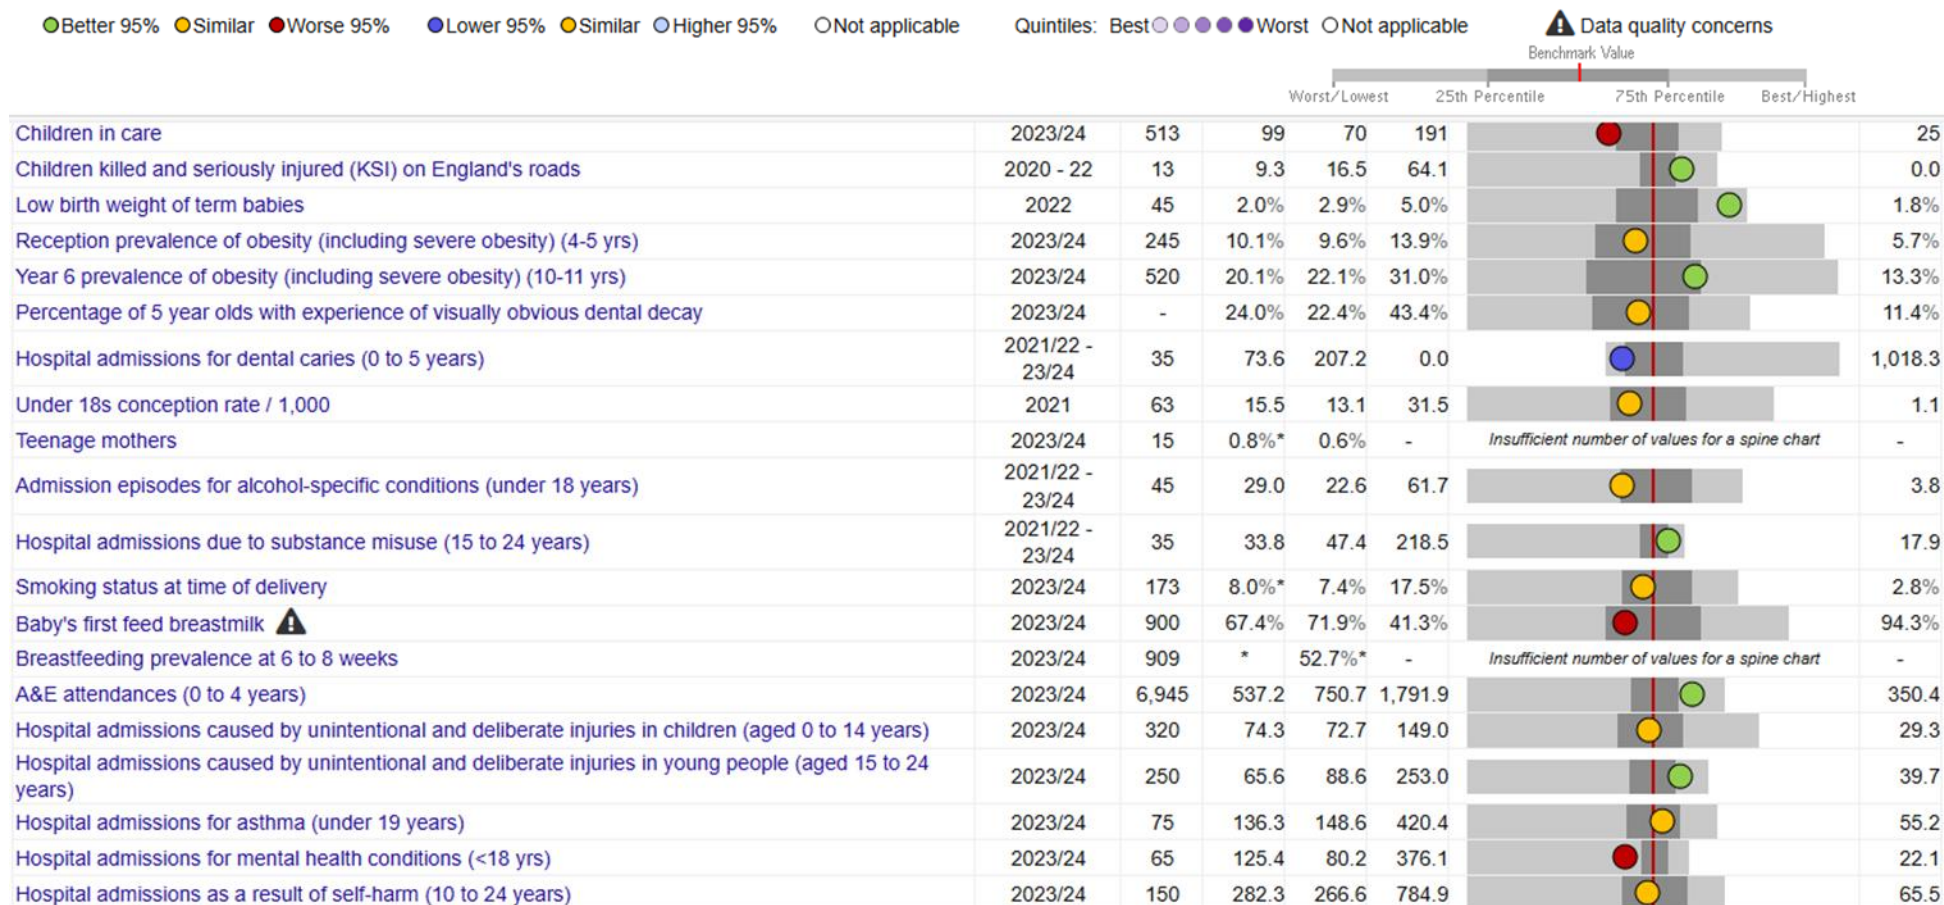 Better 95% Similar Worse 95% Lower 95% Similar Higher 95% Not applicable Quintiles: Best Worst Not applicable Data quality concerns
Benchmark Value
Worst/Lowest 25th Percentile 75th Percentile Best/Highest
Children in care 2023/24 513 99 70 191 25
Children killed and seriously injured (KSI) on England's roads 2020 - 22 13 9.3 16.5 64.1 0.0
Low birth weight of term babies 2022 45 2.0% 2.9% 5.0% 1.8%
Reception prevalence of obesity (including severe obesity) (4-5 yrs) 2023/24 245 10.1% 9.6% 13.9% 5.7%
Year 6 prevalence of obesity (including severe obesity) (10-11 yrs) 2023/24 520 20.1% 22.1% 31.0% 13.3%
Percentage of 5 year olds with experience of visually obvious dental decay 2023/24 - 24.0% 22.4% 43.4% 11.4%
Hospital admissions for dental caries (0 to 5 years) 2021/22 - 23/24 35 73.6 207.2 0.0 1,018.3
Under 18s conception rate / 1,000 2021 63 15.5 13.1 31.5 1.1
Teenage mothers 2023/24 15 0.8%* 0.6% - Insufficient number of values for a spine chart -
Admission episodes for alcohol-specific conditions (under 18 years) 2021/22 - 23/24 45 29.0 22.6 61.7 3.8
Hospital admissions due to substance misuse (15 to 24 years) 2021/22 - 23/24 35 33.8 47.4 218.5 17.9
Smoking status at time of delivery 2023/24 173 8.0%* 7.4% 17.5% 2.8%
Baby's first feed breastmilk 2023/24 900 67.4% 71.9% 41.3% 94.3%
Breastfeeding prevalence at 6 to 8 weeks 2023/24 909 * 52.7%* - Insufficient number of values for a spine chart -
A&E attendances (0 to 4 years) 2023/24 6,945 537.2 750.7 1,791.9 350.4
Hospital admissions caused by unintentional and deliberate injuries in children (aged 0 to 14 years) 2023/24 320 74.3 72.7 149.0 29.3
Hospital admissions caused by unintentional and deliberate injuries in young people (aged 15 to 24
years) 2023/24 250 65.6 88.6 253.0 39.7
Hospital admissions for asthma (under 19 years) 2023/24 75 136.3 148.6 420.4 55.2
Hospital admissions for mental health conditions (<18 yrs) 2023/24 65 125.4 80.2 376.1 22.1
Hospital admissions as a result of self-harm (10 to 24 years) 2023/24 150 282.3 266.6 784.9 65.5